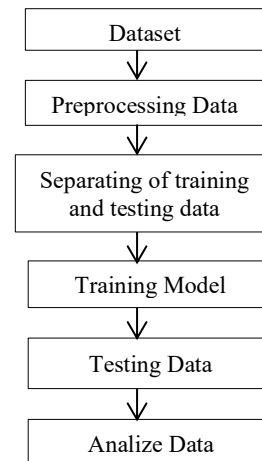 Dataset
Preprocessing Data
Separating of training
and testing data
Training Model
Testing Data
Analize Data